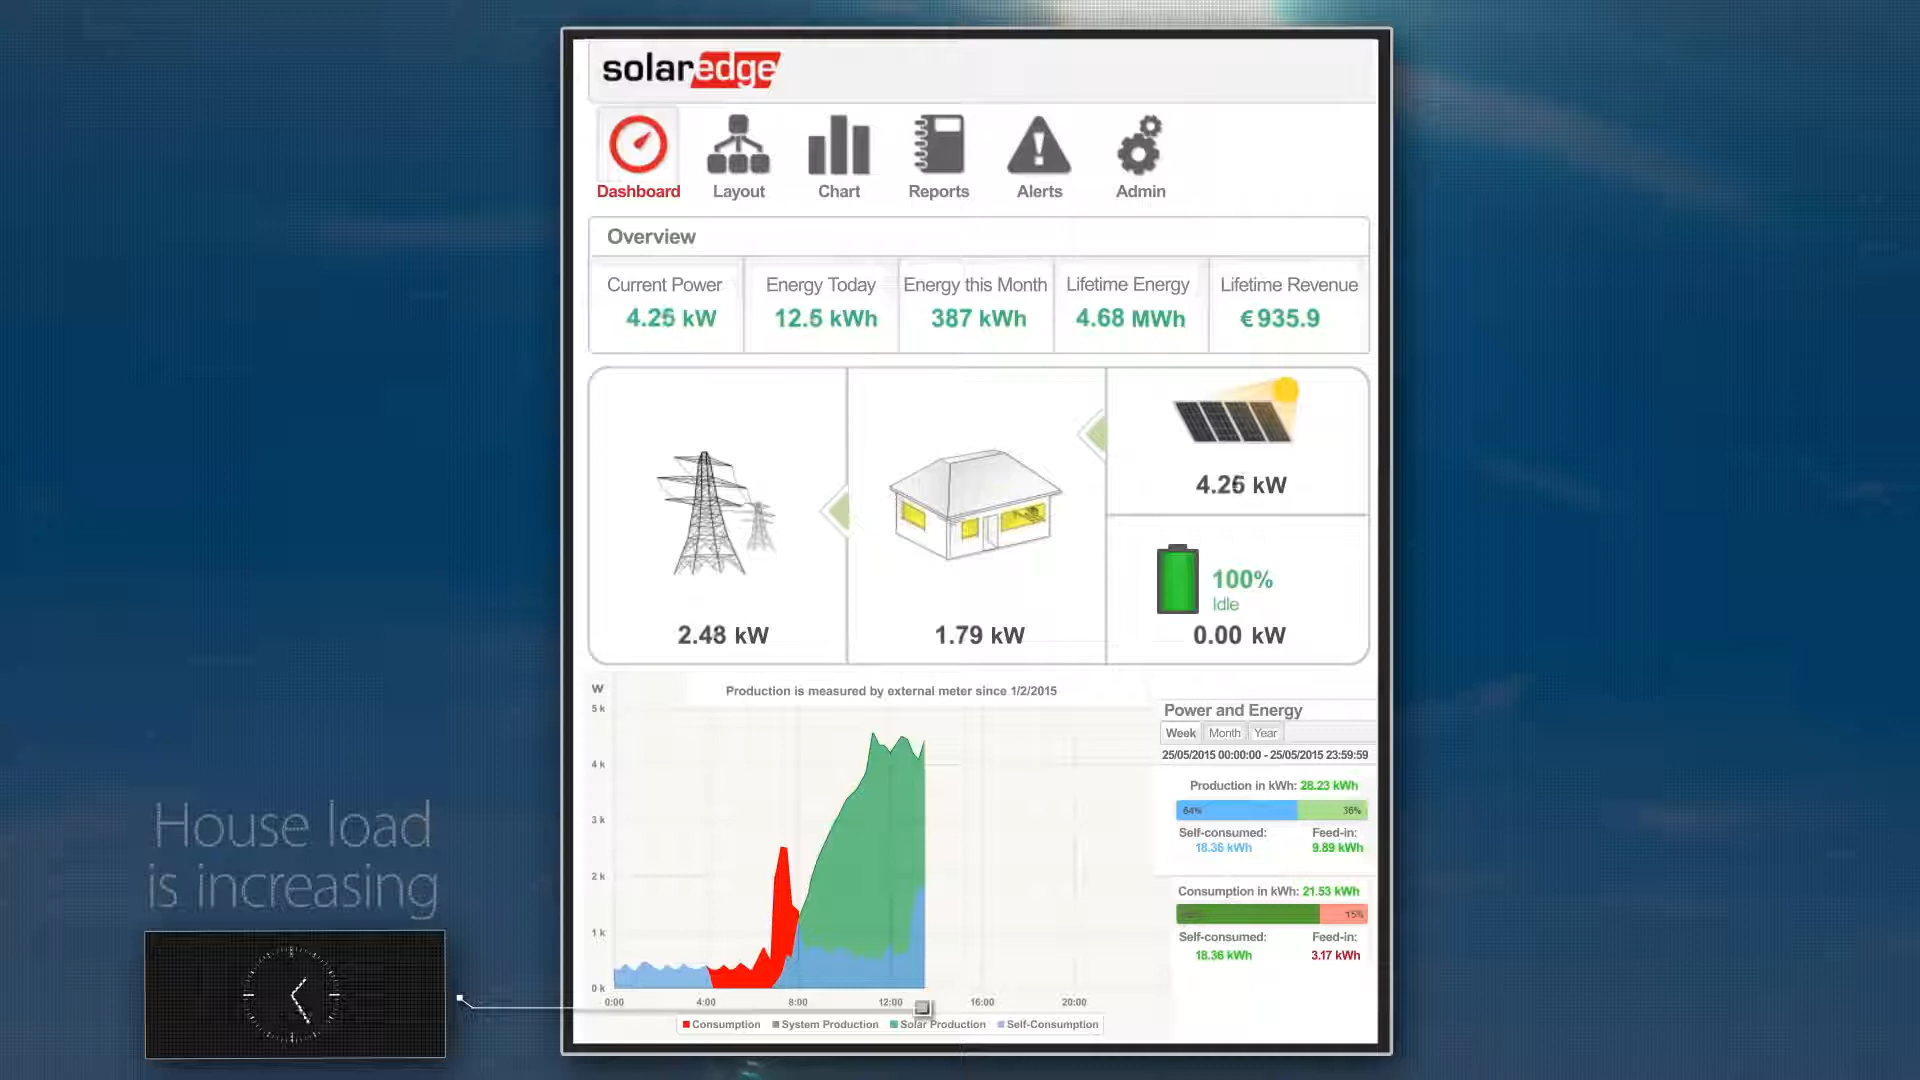 solaredge
Dashboard Layout Chart Reports Alerts Admin
Overview
Current Power Energy Today Energy this Month Lifetime Energy Lifetime Revenue
4.25 kW 12.5 kWh 387 kWh 4.68 MWh €935.9
4.25 kW
100%
Idle
2.48 kW 1.79 kW 0.00 kW
W
Production is measured by external meter since 1/2/2015
5 k
4 k
3 k
2 k
1 k
0 k
0:00 4:00 8:00 12:00 16:00 20:00
Consumption System Production Solar Production Self-Consumption
Power and Energy
Week Month Year
25/05/2015 00:00:00 - 25/05/2015 23:59:59
Production in kWh: 28.23 kWh
64% 36%
Self-consumed: Feed-in:
18.36 kWh 9.89 kWh
Consumption in kWh: 21.53 kWh
15%
Self-consumed: Feed-in:
18.36 kWh 3.17 kWh
House load
is increasing